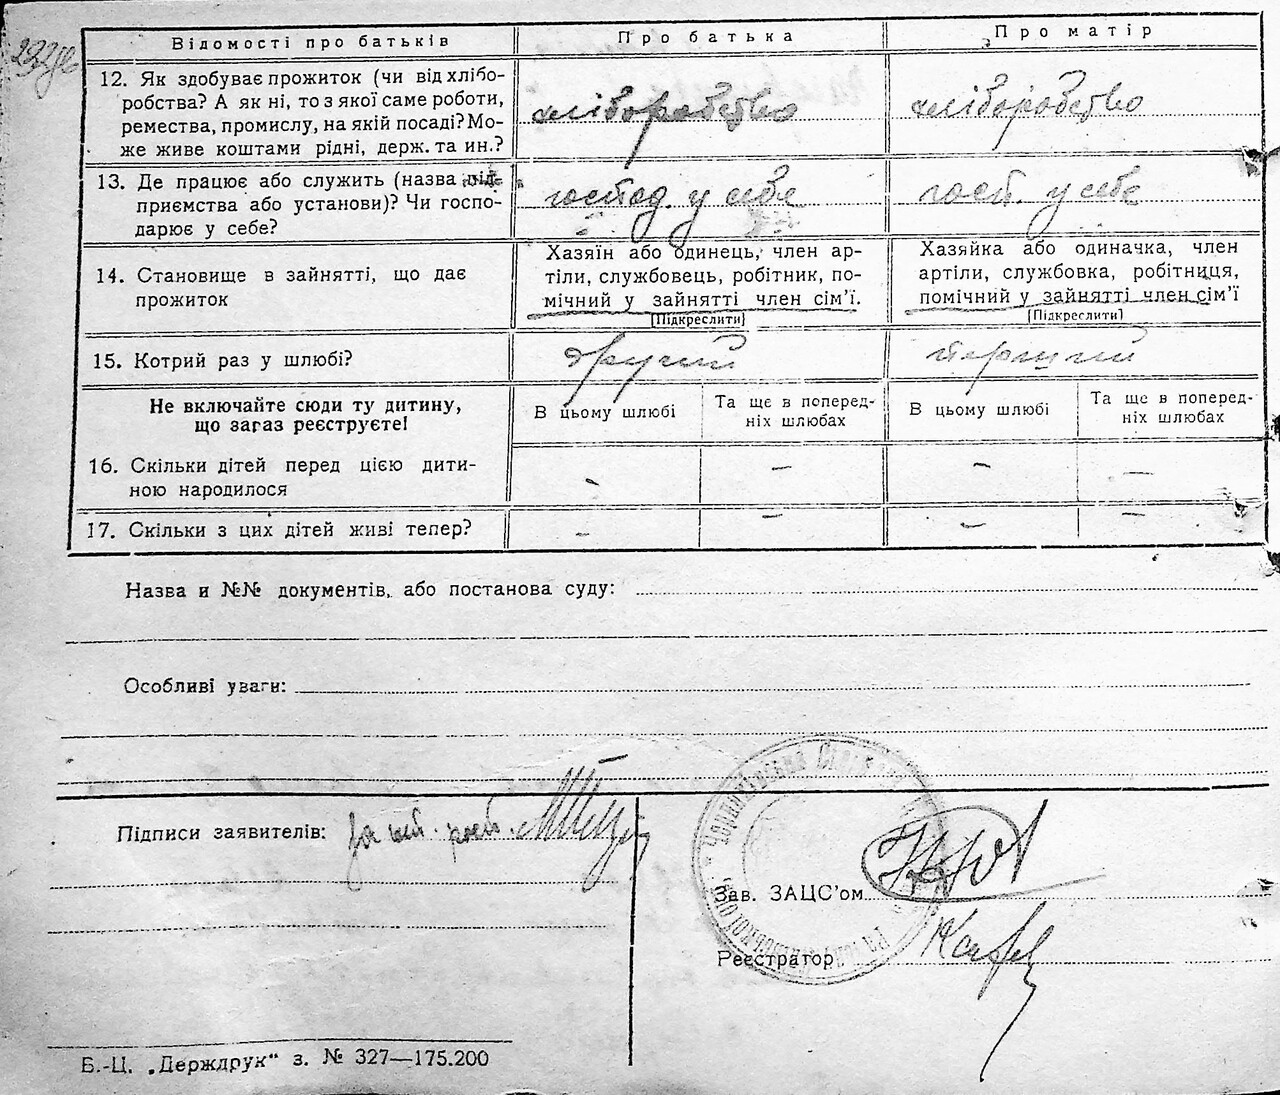 Відомості про батьків
Про батька
Про матір
12. Як здобуває прожиток (чи від хлібо-
робства? А як ні, то з якої саме роботи,
ремества, промислу, на якій посаді? Мо-
же живе коштами рідні, держ. та ин.?
хліборобство
хліборобство
13. Де працює або служить (назва під-
приємства або установи)? Чи госпо-
дарює у себе?
господ. у себе
госп. у себе
14. Становище в зайнятті, що дає
прожиток
Хазяїн або одинець, член ар-
тіли, службовець, робітник, по-
мічний у зайнятті член сім'ї.
(Підкреслити)
Хазяйка або одиначка, член
артіли, службовка, робітниця,
помічний у зайнятті член сім'ї
(Підкреслити)
15. Котрий раз у шлюбі?
другий
перший
Не включайте сюди ту дитину,
що загаз реєструєте!
В цьому шлюбі
Та ще в поперед-
ніх шлюбах
В цьому шлюбі
Та ще в поперед-
ніх шлюбах
16. Скільки дітей перед цією дити-
ною народилося
–
–
–
–
17. Скільки з цих дітей живі тепер?
–
–
–
–
Назва и №№ документів, або постанова суду:
Особливі уваги:
Підписи заявителів:
за
Зав. ЗАЦС'ом
Реєстратор
Б.-Ц. „Держдрук" з. № 327—175.200